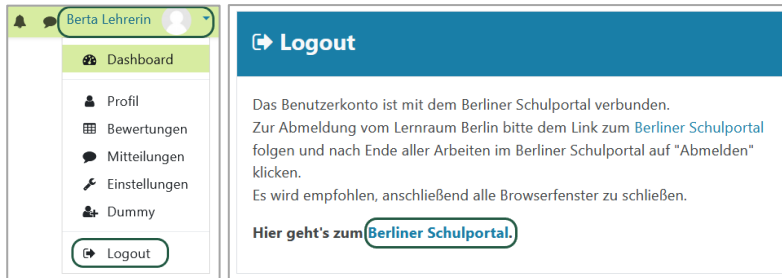 Berta Lehrerin
Dashboard
Profil
Bewertungen
Mitteilungen
Einstellungen
Dummy
Logout
Logout
Das Benutzerkonto ist mit dem Berliner Schulportal verbunden.
Zur Abmeldung vom Lernraum Berlin bitte dem Link zum Berliner Schulportal
folgen und nach Ende aller Arbeiten im Berliner Schulportal auf "Abmelden"
klicken.
Es wird empfohlen, anschließend alle Browserfenster zu schließen.
Hier geht's zum Berliner Schulportal.